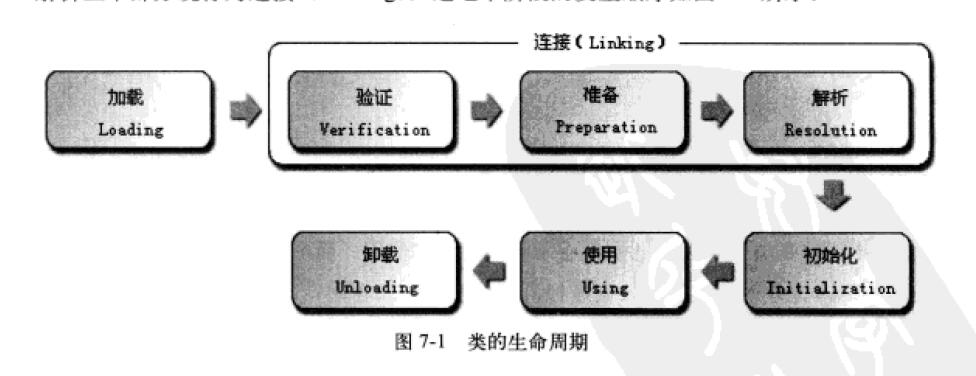 连接（Linking）
加载
Loading
验证
Verification
准备
Preparation
解析
Resolution
初始化
Initialization
使用
Using
卸载
Unloading
图 7-1 类的生命周期